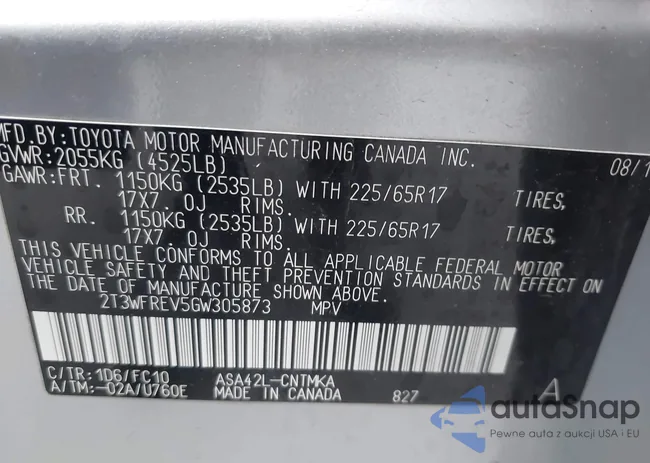 MFD. BY: TOYOTA MOTOR MANUFACTURING CANADA INC. 08/1
GVWR: 2055KG (4525LB)
GAWR: FRT. 1150KG (2535LB) WITH 225/65R17 TIRES,
17X7. 0J RIMS.
RR. 1150KG (2535LB) WITH 225/65R17 TIRES,
17X7. 0J RIMS.
THIS VEHICLE CONFORMS TO ALL APPLICABLE FEDERAL MOTOR
VEHICLE SAFETY AND THEFT PREVENTION STANDARDS IN EFFECT ON
THE DATE OF MANUFACTURE SHOWN ABOVE.
2T3WFREV5GW305873 MPV
C/TR: 1D6/FC10 ASA42L-CNTMKA
A/TM: -02A/U760E MADE IN CANADA 827 A
autoSnap
Pewne auta z aukcji USA i EU